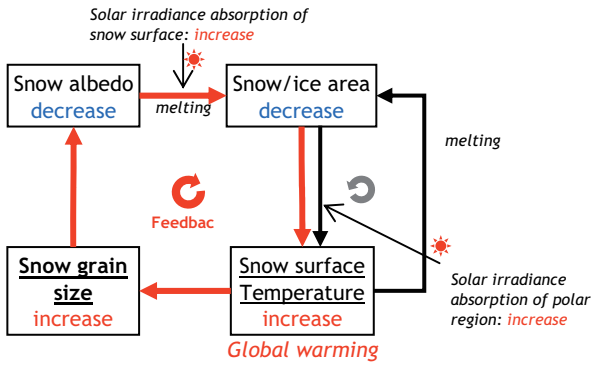 Solar irradiance absorption of
snow surface: increase
Snow albedo
decrease
melting
Snow/ice area
decrease
melting
Feedbac
Snow grain
size
increase
Snow surface
Temperature
increase
Global warming
Solar irradiance
absorption of polar
region: increase